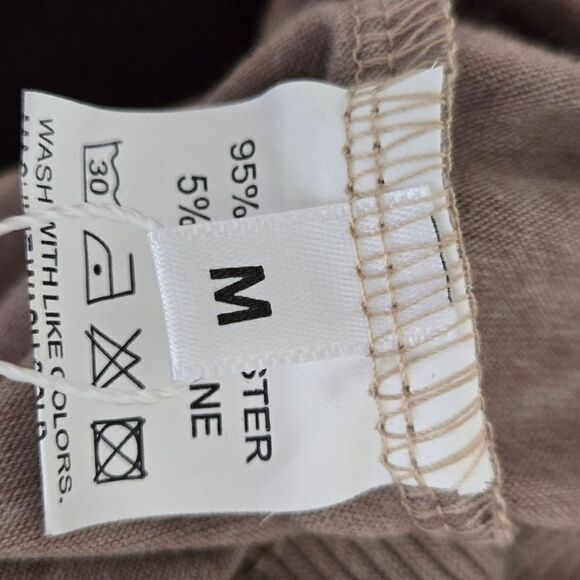 M
95% STER
5% NE
30
WASH WITH LIKE COLORS.